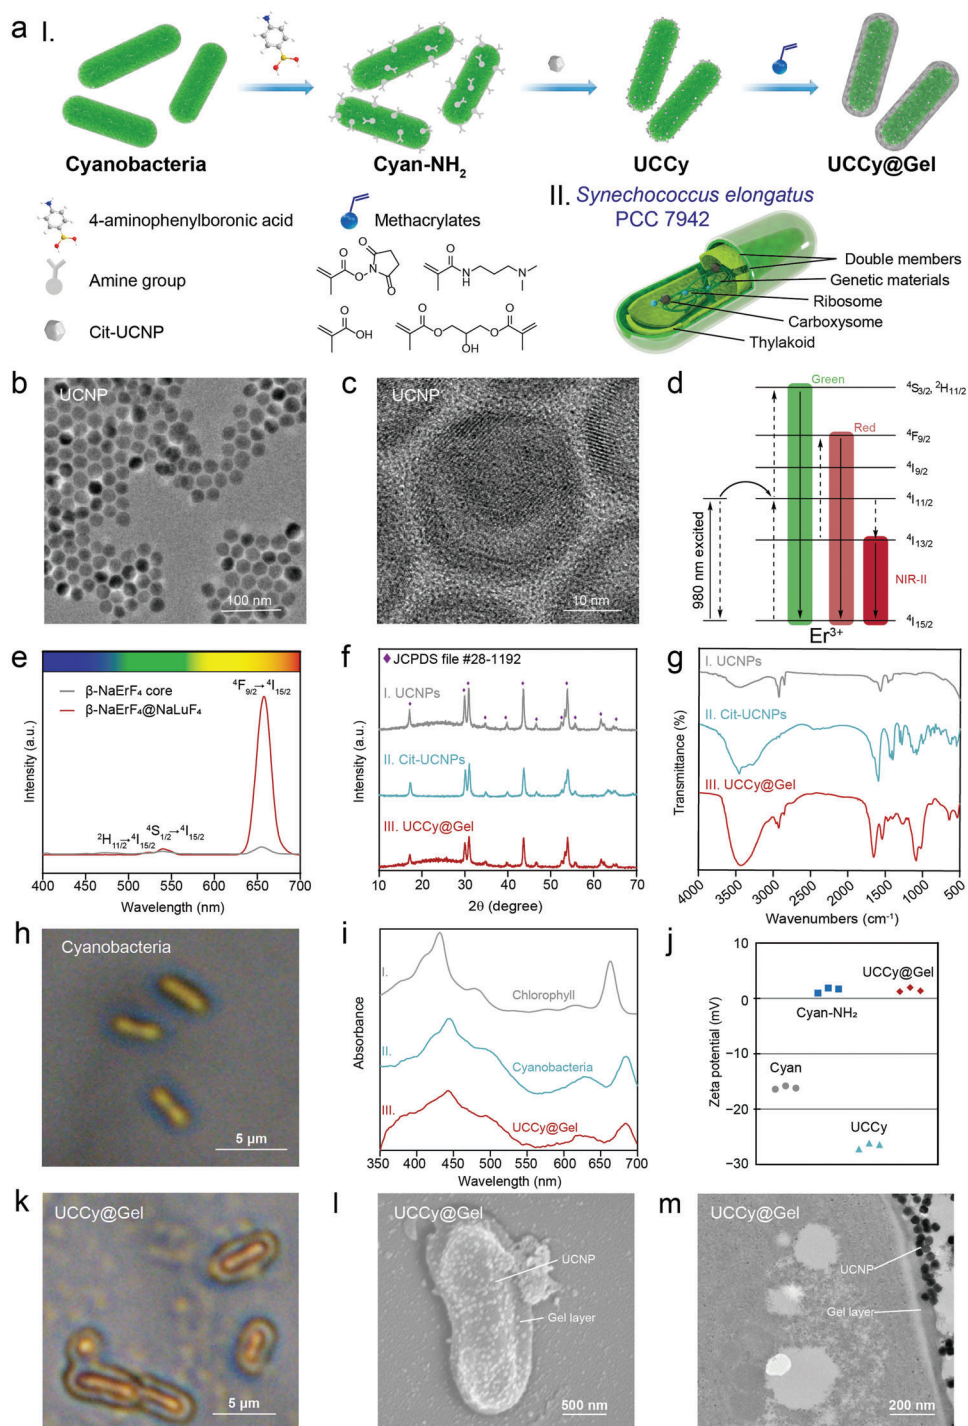 a I.
Cyanobacteria
Cyan-NH₂
UCCy
UCCy@Gel
4-aminophenylboronic acid
Methacrylates
Amine group
Cit-UCNP
O
O
N
O
O
O
N
H
N
O
OH
O
O
OH
O
O
II. Synechococcus elongatus
PCC 7942
Double members
Genetic materials
Ribosome
Carboxysome
Thylakoid
b
UCNP
100 nm
c
UCNP
10 nm
d
Green
⁴S₃/₂, ²H₁₁/₂
Red
⁴F₉/₂
⁴I₉/₂
⁴I₁₁/₂
⁴I₁₃/₂
NIR-II
⁴I₁₅/₂
980 nm excited
Er³⁺
e
β-NaErF₄ core
β-NaErF₄@NaLuF₄
⁴F₉/₂→⁴I₁₅/₂
²H₁₁/₂→⁴I₁₅/₂
⁴S₁/₂→⁴I₁₅/₂
Intensity (a.u.)
400 450 500 550 600 650 700
Wavelength (nm)
f
JCPDS file #28-1192
I. UCNPs
II. Cit-UCNPs
III. UCCy@Gel
Intensity (a.u.)
10 20 30 40 50 60 70
2θ (degree)
g
I. UCNPs
II. Cit-UCNPs
III. UCCy@Gel
Transmittance (%)
4000 3500 3000 2500 2000 1500 1000 500
Wavenumbers (cm⁻¹)
h
Cyanobacteria
5 μm
i
I.
Chlorophyll
II.
Cyanobacteria
III.
UCCy@Gel
Absorbance
350 400 450 500 550 600 650 700
Wavelength (nm)
j
10
0
−10
−20
−30
Zeta potential (mV)
UCCy@Gel
Cyan-NH₂
Cyan
UCCy
k
UCCy@Gel
5 μm
l
UCCy@Gel
UCNP
Gel layer
500 nm
m
UCCy@Gel
UCNP
Gel layer
200 nm